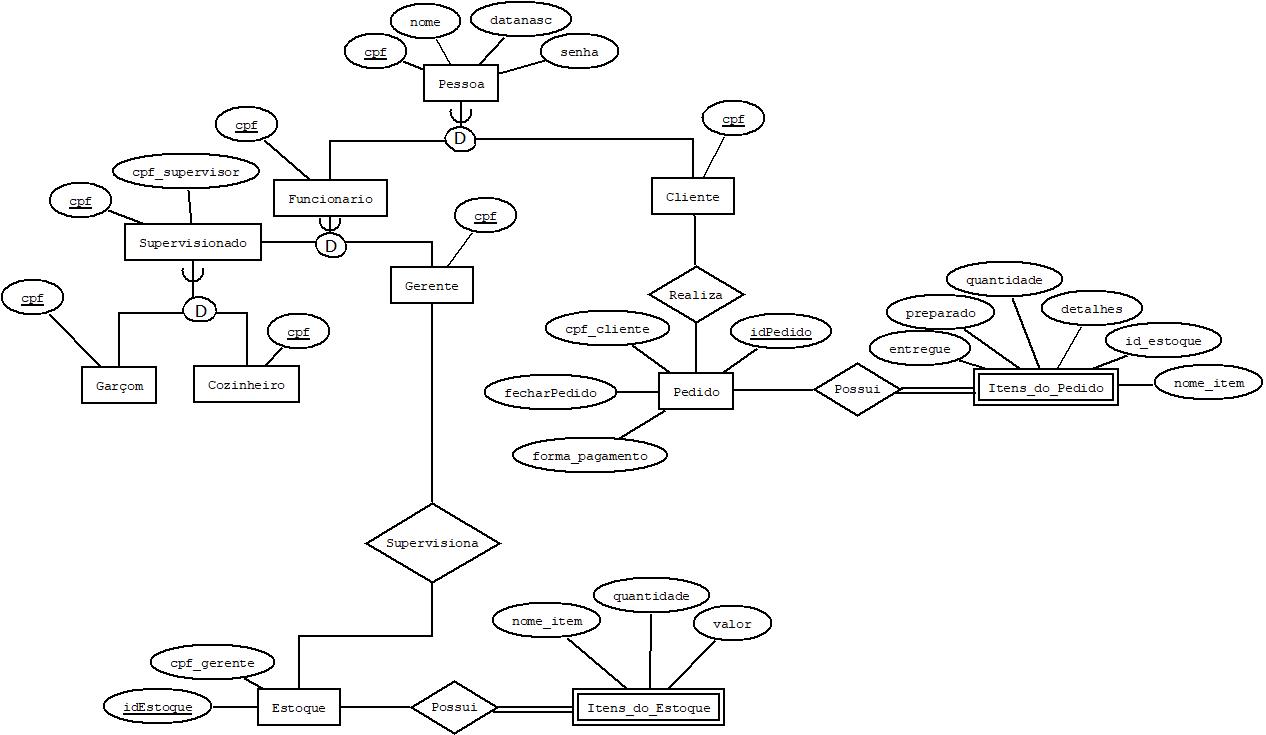 nome
datanasc
cpf
senha
Pessoa
cpf
D
cpf
cpf_supervisor
cpf
Funcionario
Cliente
cpf
Supervisionado
D
Gerente
Realiza
cpf
D
cpf
Garçom
Cozinheiro
cpf_cliente
idPedido
fecharPedido
Pedido
forma_pagamento
Possui
quantidade
preparado
detalhes
entregue
id_estoque
Itens_do_Pedido
nome_item
Supervisiona
nome_item
quantidade
valor
cpf_gerente
idEstoque
Estoque
Possui
Itens_do_Estoque